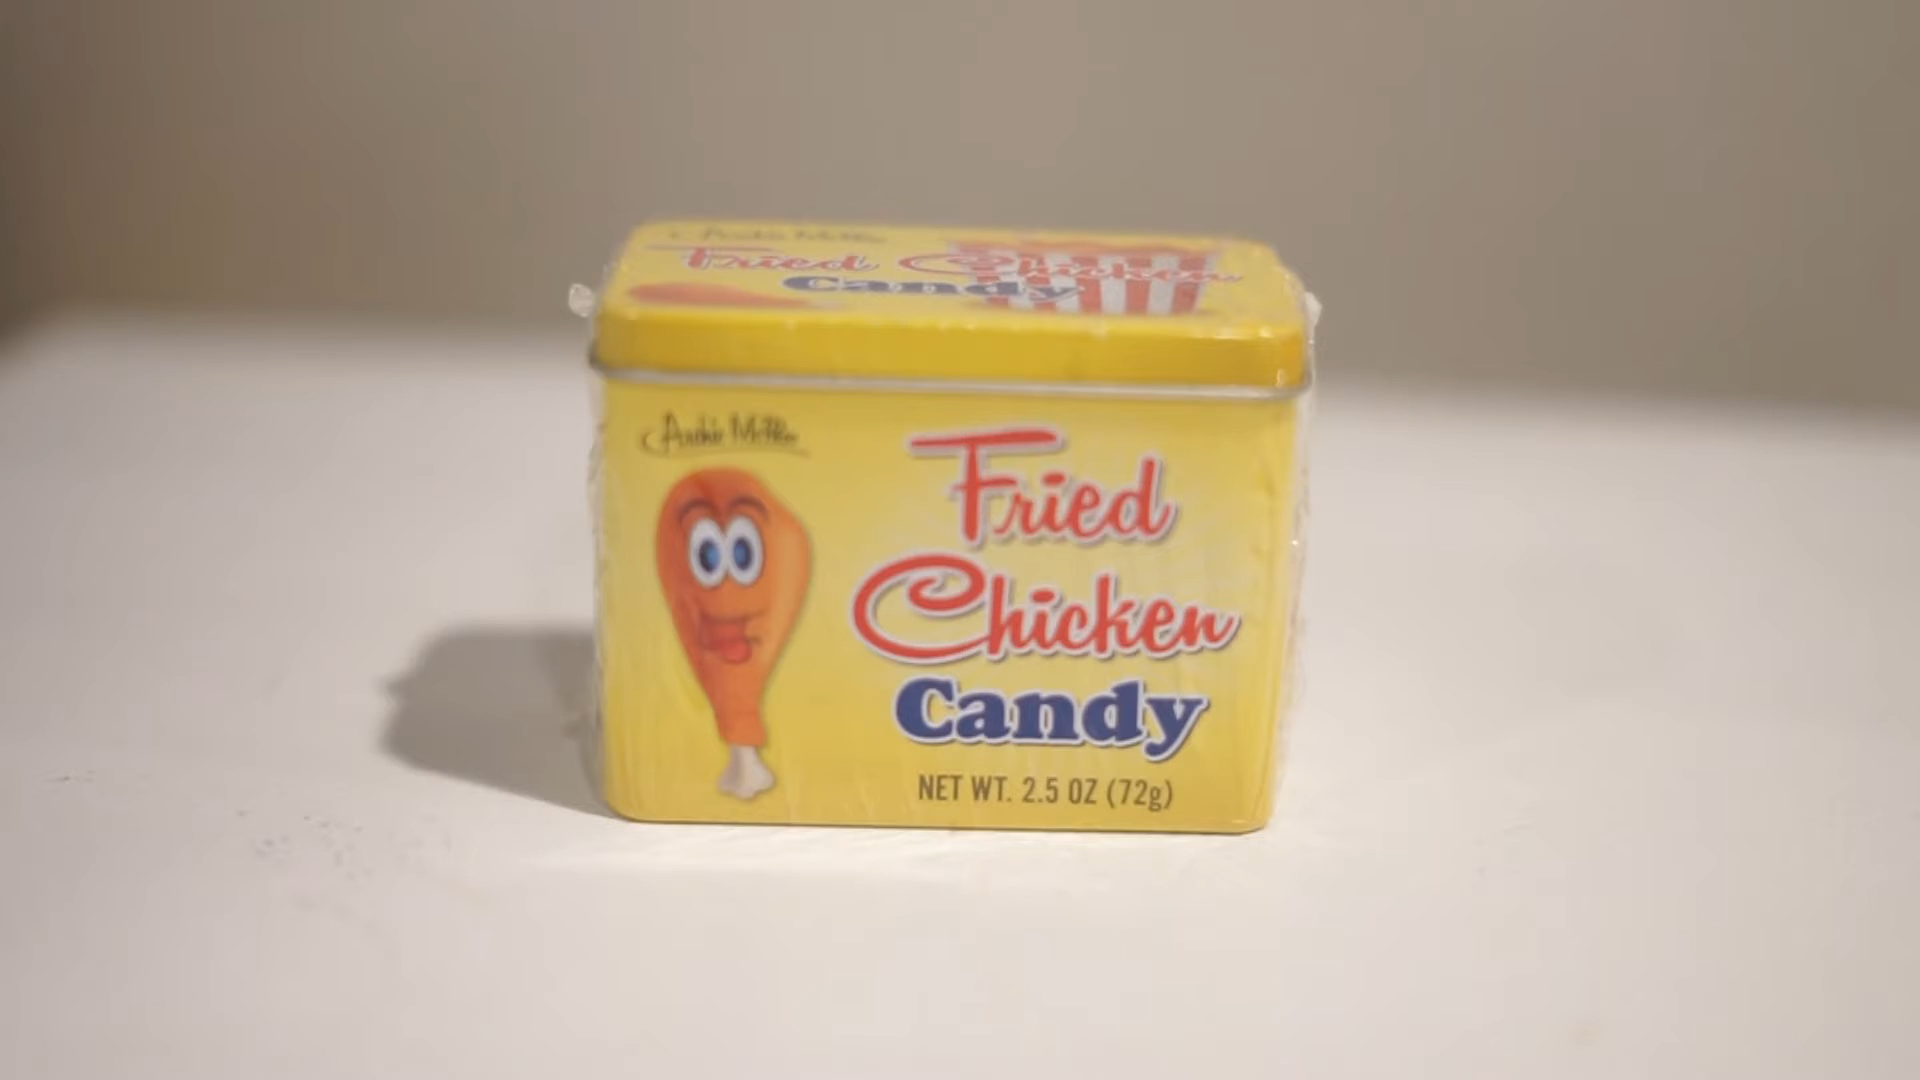 Fried Chicken
Candy
Archie McPhee
Fried
Chicken
Candy
NET WT. 2.5 OZ (72g)